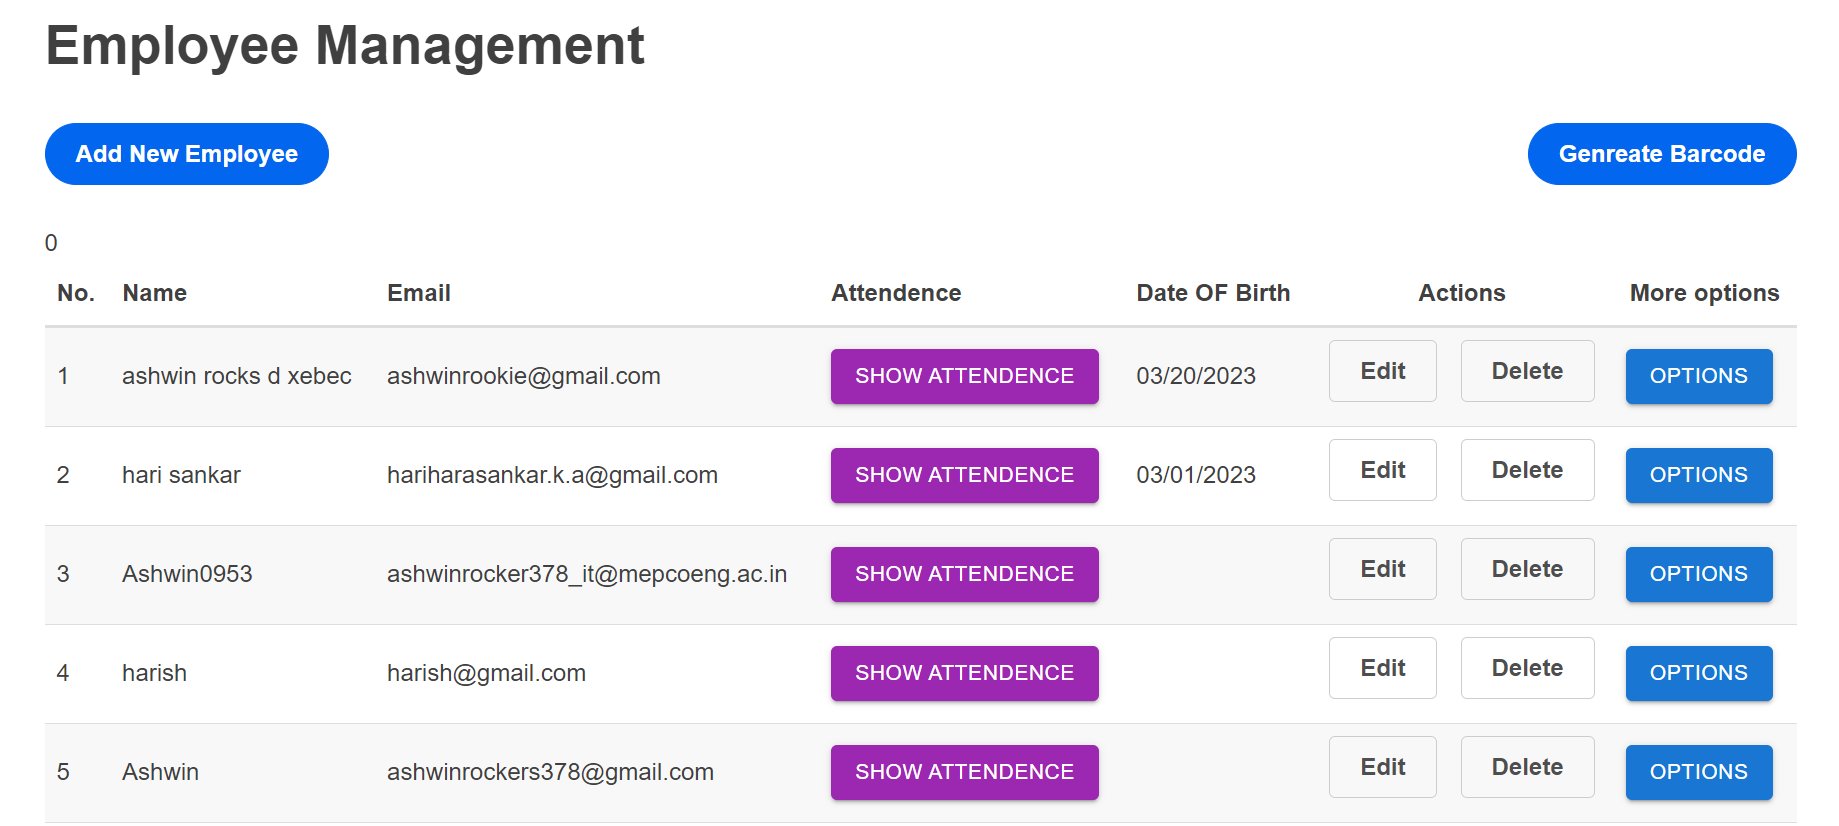 Employee Management
Add New Employee Genreate Barcode
0
No. Name Email Attendence Date OF Birth Actions More options
1 ashwin rocks d xebec ashwinrookie@gmail.com SHOW ATTENDENCE 03/20/2023 Edit Delete OPTIONS
2 hari sankar hariharasankar.k.a@gmail.com SHOW ATTENDENCE 03/01/2023 Edit Delete OPTIONS
3 Ashwin0953 ashwinrocker378_it@mepcoeng.ac.in SHOW ATTENDENCE Edit Delete OPTIONS
4 harish harish@gmail.com SHOW ATTENDENCE Edit Delete OPTIONS
5 Ashwin ashwinrockers378@gmail.com SHOW ATTENDENCE Edit Delete OPTIONS